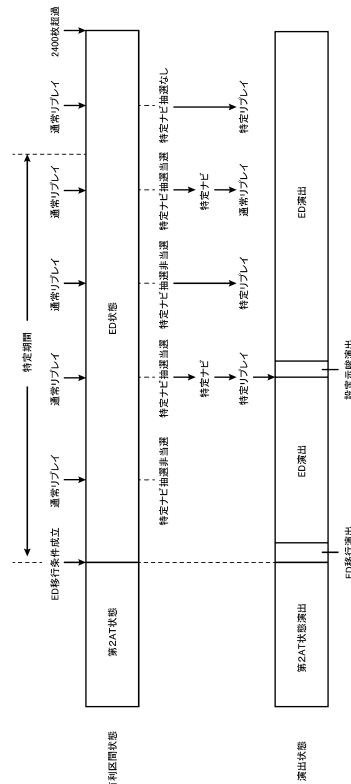 特定期間
ED移行条件成立
通常リプレイ
通常リプレイ
通常リプレイ
通常リプレイ
通常リプレイ
2400枚超過
利区間状態
第2AT状態
ED状態
特定ナビ抽選非当選
特定ナビ抽選当選
特定ナビ抽選非当選
特定ナビ抽選当選
特定ナビ抽選なし
特定ナビ
特定ナビ
特定リプレイ
特定リプレイ
通常リプレイ
特定リプレイ
演出状態
第2AT状態演出
ED演出
ED演出
ED移行演出